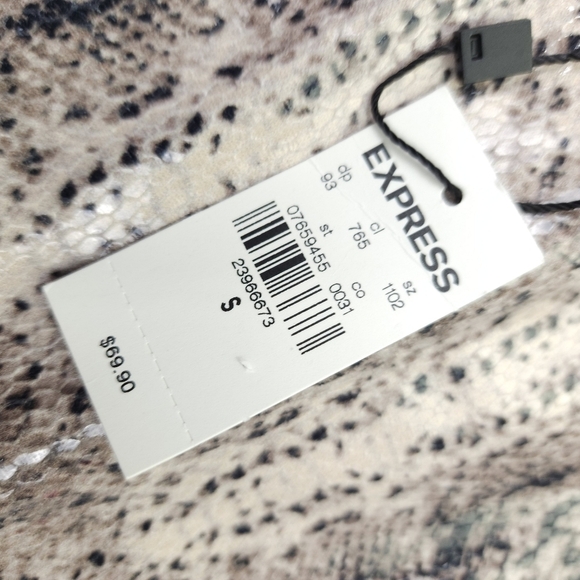 EXPRESS
dp cl sz
93 765 1102
st co
07659455 0031
23966673
S
$69.90